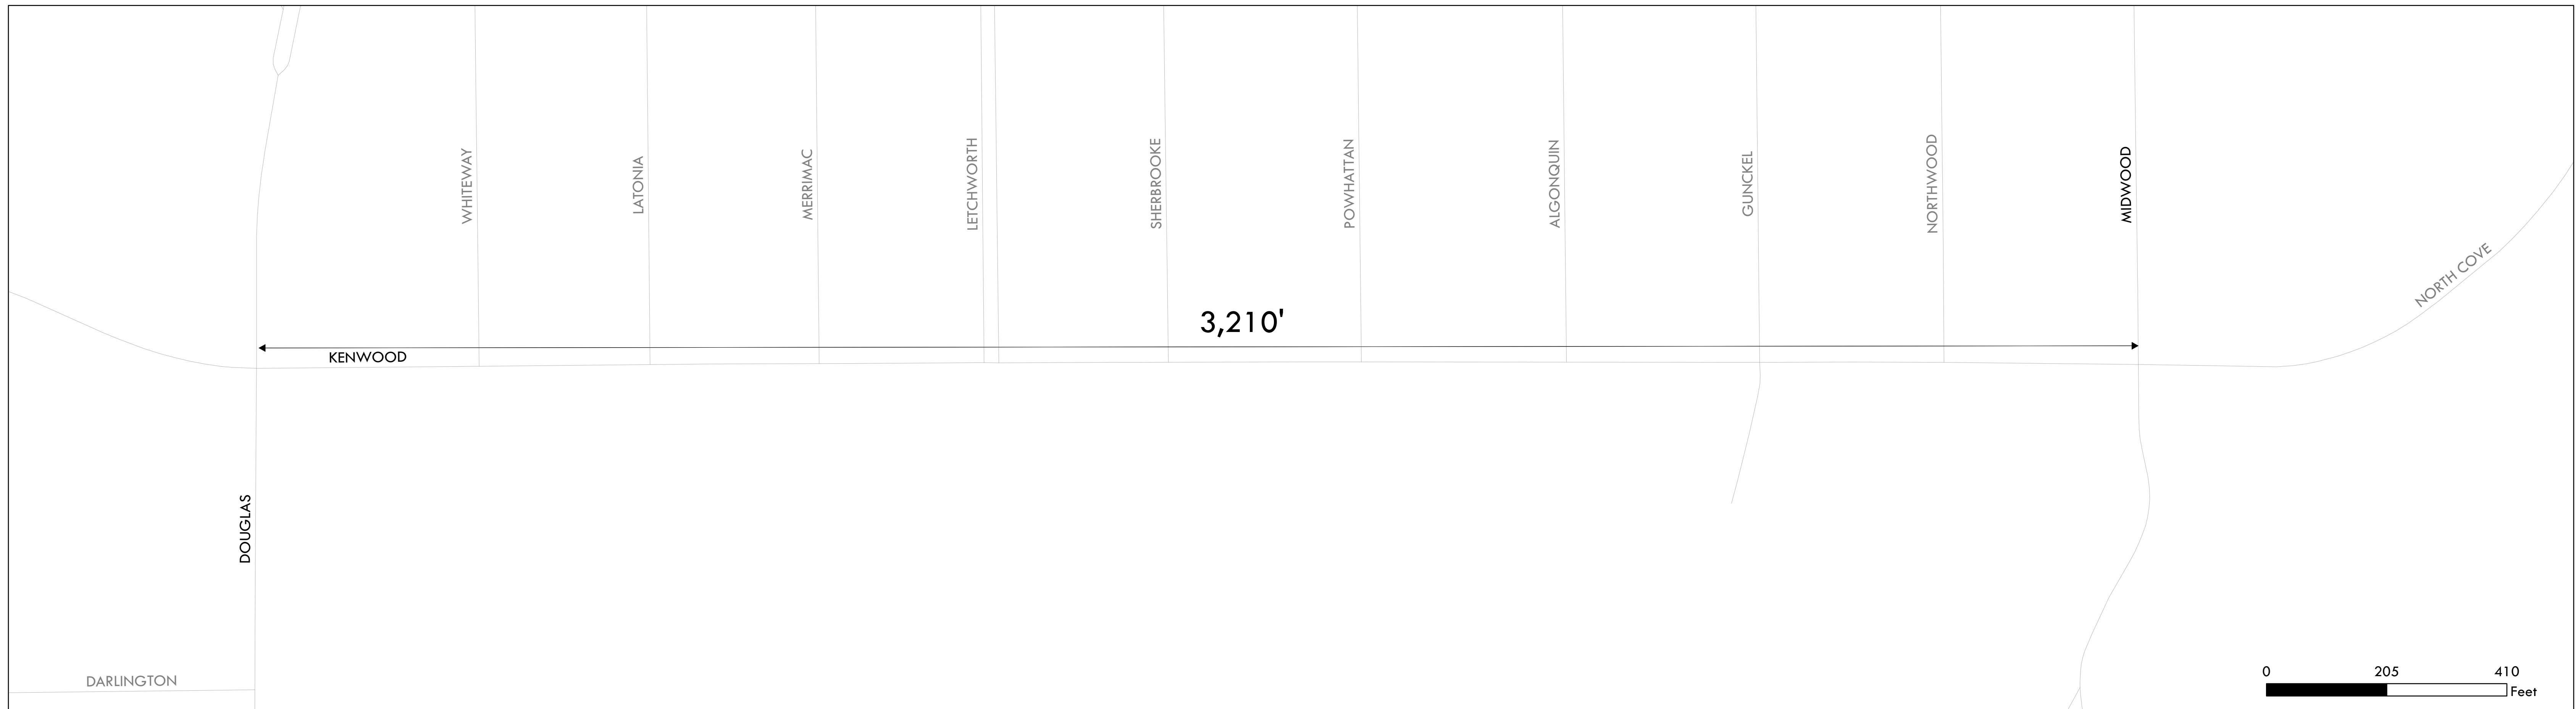 WHITEWAY
LATONIA
MERRIMAC
LETCHWORTH
SHERBROOKE
POWHATTAN
ALGONQUIN
GUNCKEL
NORTHWOOD
MIDWOOD
NORTH COVE
3,210'
KENWOOD
DOUGLAS
DARLINGTON
0 205 410
Feet